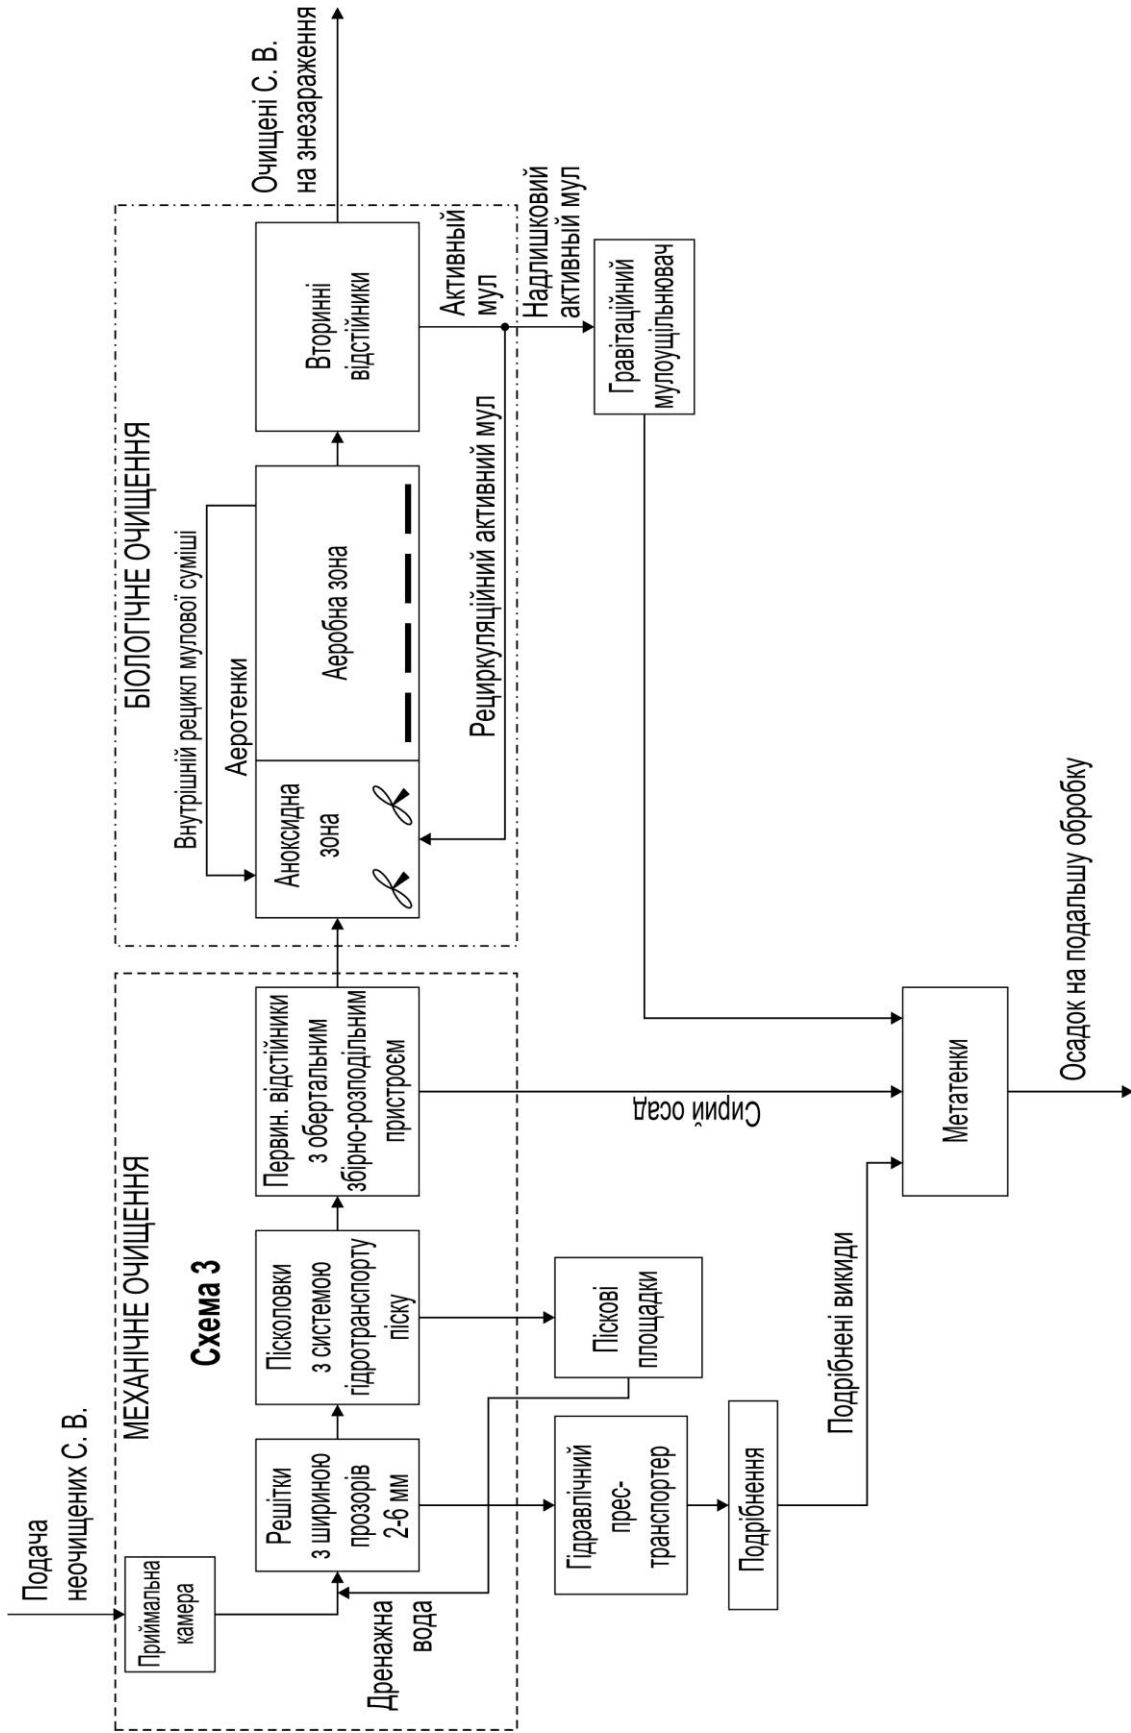 Подача
неочищених С. В.
Приймальна
камера
МЕХАНІЧНЕ ОЧИЩЕННЯ
Схема 3
Решітки
з шириною
прозорів
2-6 мм
Пісколовки
з системою
гідротранспорту
піску
Первин. відстійники
з обертальним
збірно-розподільним
пристроєм
Дренажна
вода
Гідравлічний
прес-
транспортер
Подрібнення
Піскові
площадки
Подрібнені викиди
Сирий осад
Метатенки
Осадок на подальшу обробку
БІОЛОГІЧНЕ ОЧИЩЕННЯ
Внутрішній рецикл мулової суміші
Аеротенки
Аноксидна
зона
Аеробна зона
Вторинні
відстійники
Очищені С. В.
на знезараження
Активный
мул
Рециркуляційний активний мул
Надлишковий
активный мул
Гравітаційний
мулоущільнювач